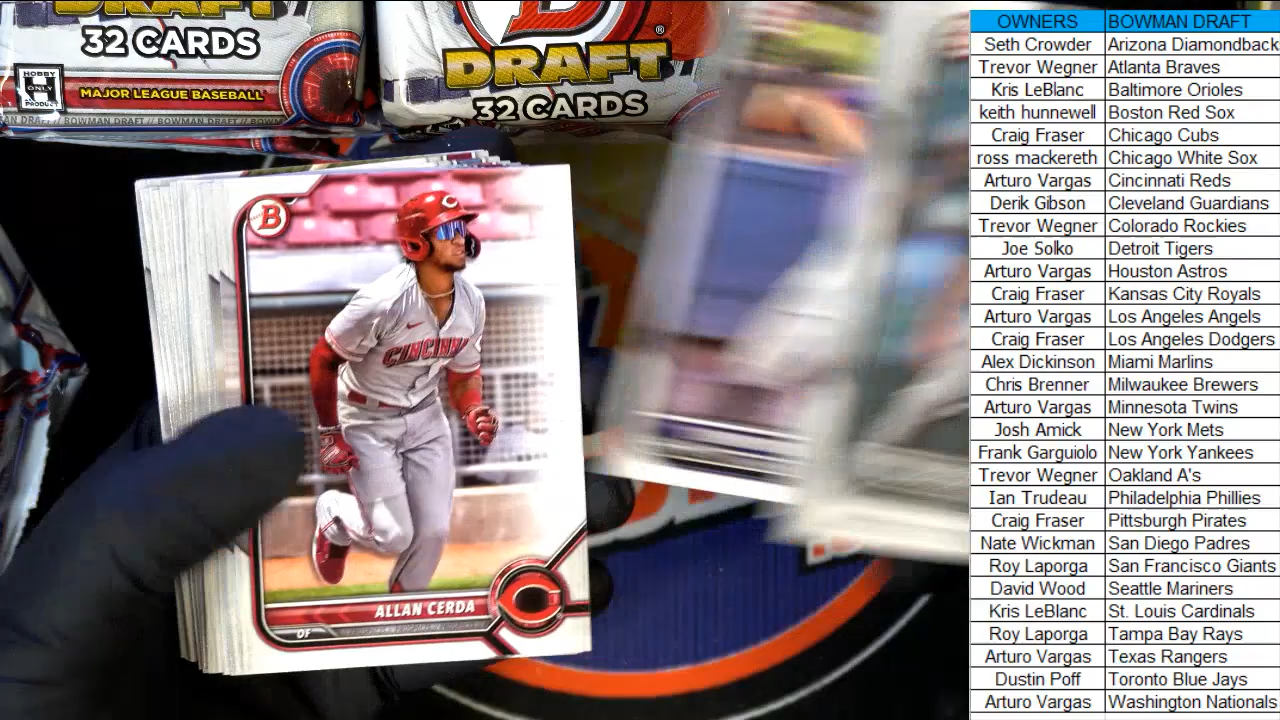 DRAFT
32 CARDS
HOBBY
ONLY
PRODUCT
MAJOR LEAGUE BASEBALL
BOWMAN DRAFT // BOWMAN DRAFT //
DRAFT
®
32 CARDS
B
C
CINCINNA
ALLAN CERDA
OF
OWNERS BOWMAN DRAFT
Seth Crowder Arizona Diamondback
Trevor Wegner Atlanta Braves
Kris LeBlanc Baltimore Orioles
keith hunnewell Boston Red Sox
Craig Fraser Chicago Cubs
ross mackereth Chicago White Sox
Arturo Vargas Cincinnati Reds
Derik Gibson Cleveland Guardians
Trevor Wegner Colorado Rockies
Joe Solko Detroit Tigers
Arturo Vargas Houston Astros
Craig Fraser Kansas City Royals
Arturo Vargas Los Angeles Angels
Craig Fraser Los Angeles Dodgers
Alex Dickinson Miami Marlins
Chris Brenner Milwaukee Brewers
Arturo Vargas Minnesota Twins
Josh Amick New York Mets
Frank Garguiolo New York Yankees
Trevor Wegner Oakland A's
Ian Trudeau Philadelphia Phillies
Craig Fraser Pittsburgh Pirates
Nate Wickman San Diego Padres
Roy Laporga San Francisco Giants
David Wood Seattle Mariners
Kris LeBlanc St. Louis Cardinals
Roy Laporga Tampa Bay Rays
Arturo Vargas Texas Rangers
Dustin Poff Toronto Blue Jays
Arturo Vargas Washington Nationals